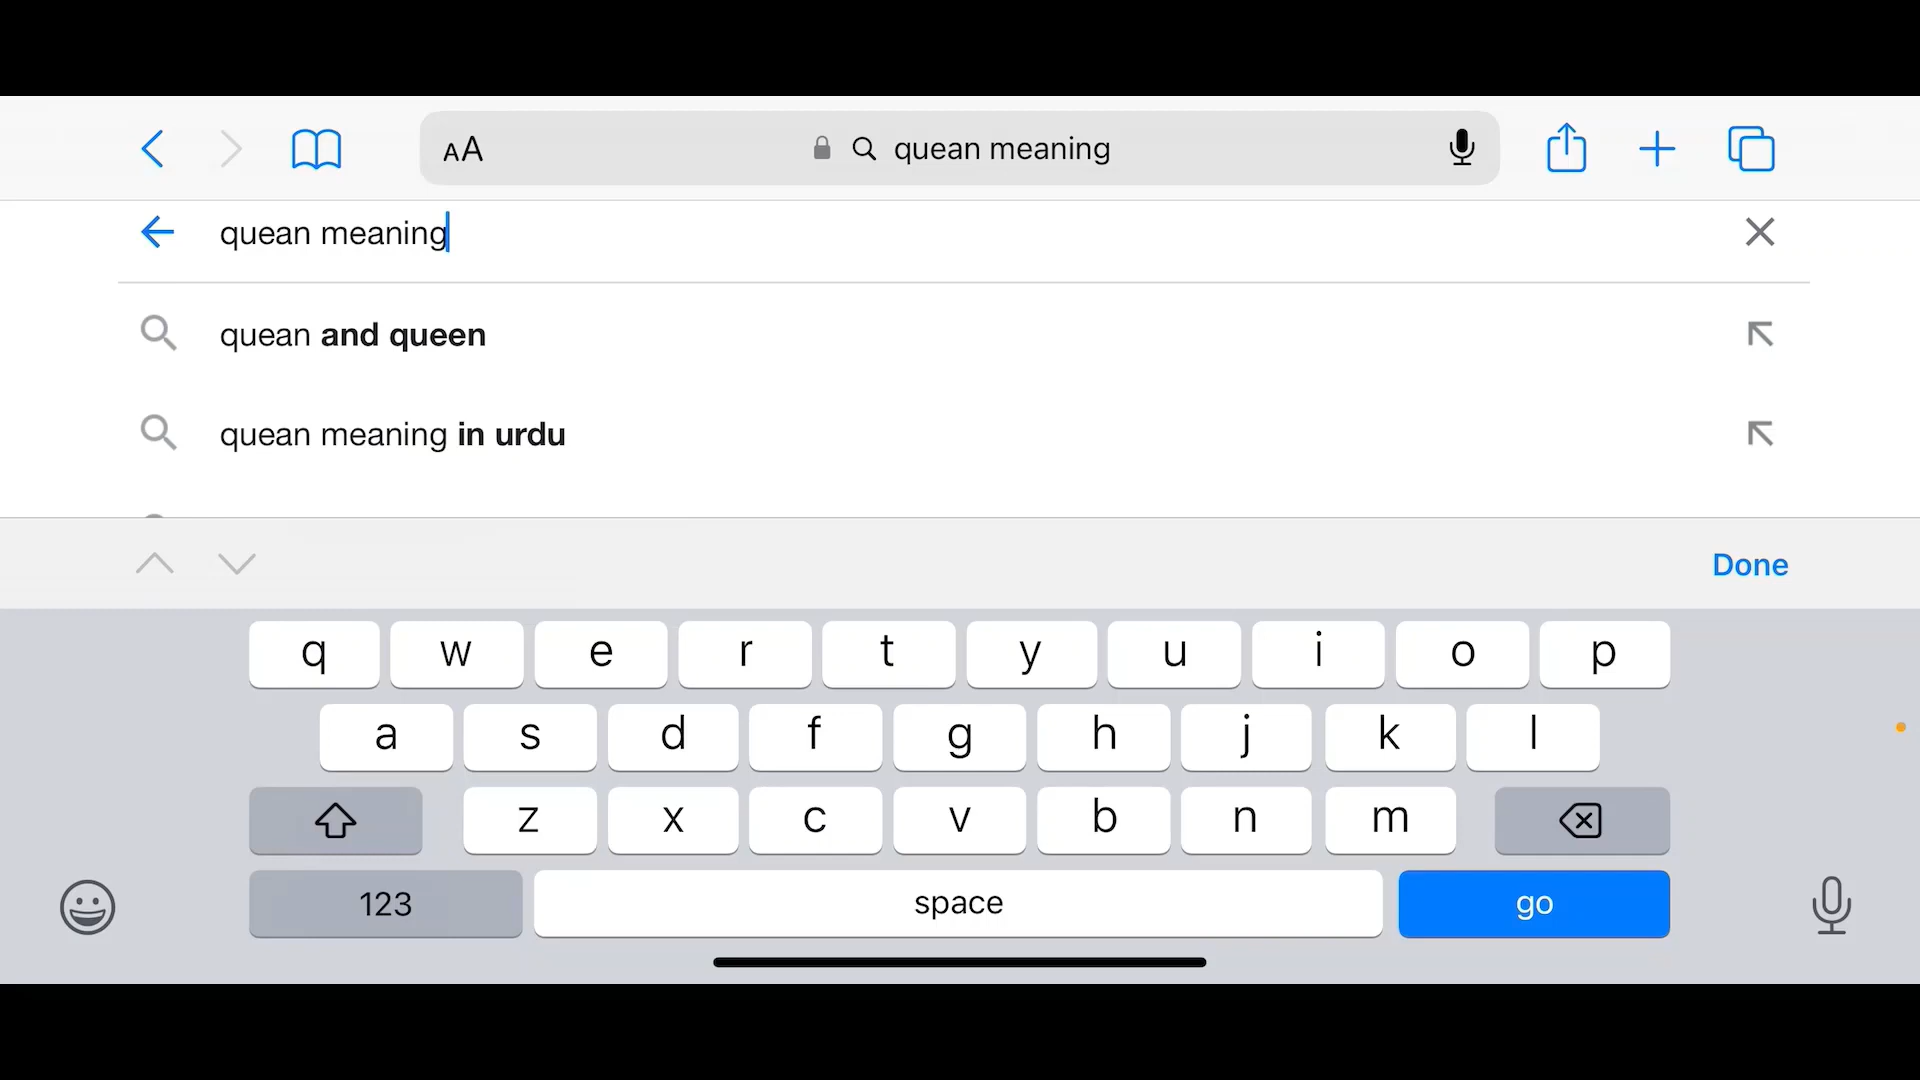 AA quean meaning
quean meaning
quean and queen
quean meaning in urdu
Done
q w e r t y u i o p
a s d f g h j k l
z x c v b n m
123 space go